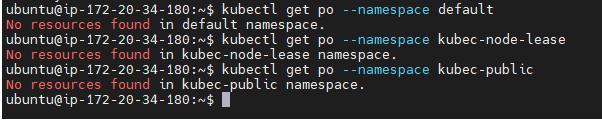 ubuntu@ip-172-20-34-180:~$ kubectl get po --namespace default
No resources found in default namespace.
ubuntu@ip-172-20-34-180:~$ kubectl get po --namespace kubec-node-lease
No resources found in kubec-node-lease namespace.
ubuntu@ip-172-20-34-180:~$ kubectl get po --namespace kubec-public
No resources found in kubec-public namespace.
ubuntu@ip-172-20-34-180:~$